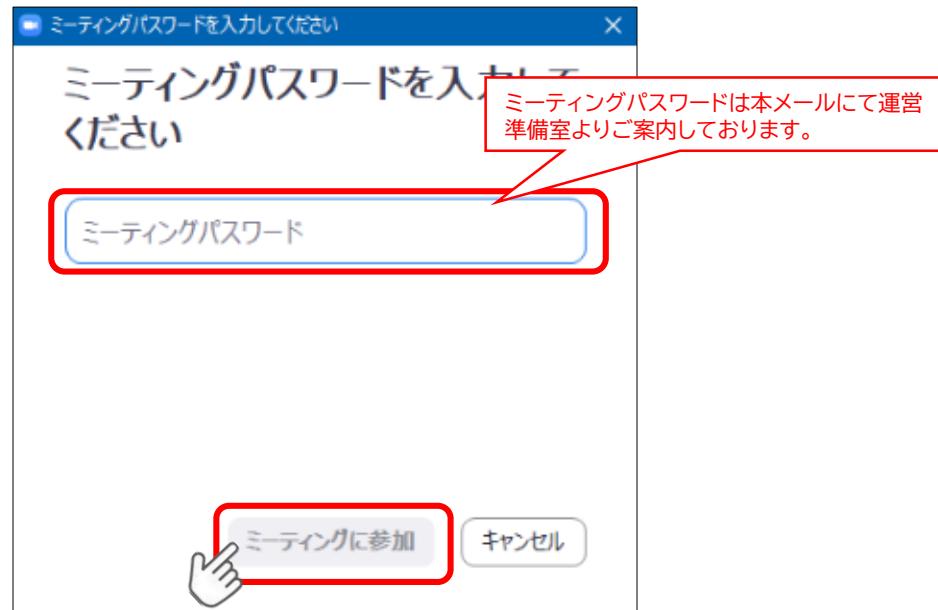 ミーティングパスワードを入力してください
ミーティングパスワードを入力して
ください
ミーティングパスワードは本メールにて運営
準備室よりご案内しております。
ミーティングパスワード
ミーティングに参加
キャンセル